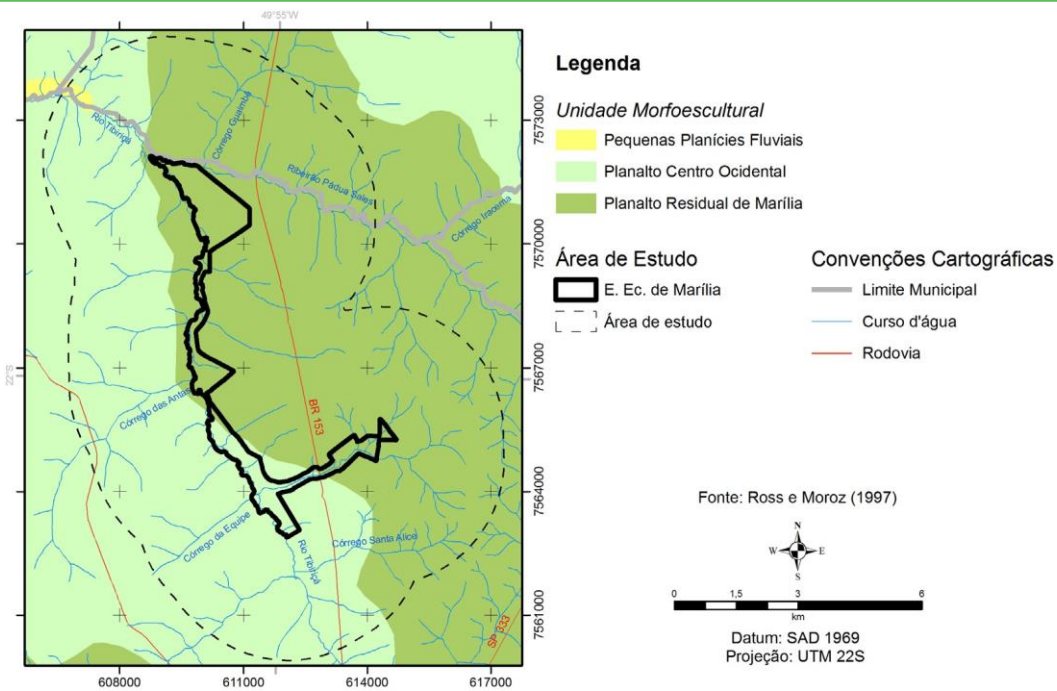 49°55'W
22°S
Rio Tibiriçá
Córrego Guaimbê
Ribeirão Pádua Sales
Córrego Iracema
Córrego das Antas
BR 153
Córrego da Equipe
Rio Tibiriçá
Córrego Santa Alice
SP 333
7573000
7570000
7567000
7564000
7561000
608000
611000
614000
617000
Legenda
Unidade Morfoescultural
Pequenas Planícies Fluviais
Planalto Centro Ocidental
Planalto Residual de Marília
Área de Estudo
E. Ec. de Marília
Área de estudo
Convenções Cartográficas
Limite Municipal
Curso d'água
Rodovia
Fonte: Ross e Moroz (1997)
N
W E
S
0 1,5 3 6
km
Datum: SAD 1969
Projeção: UTM 22S